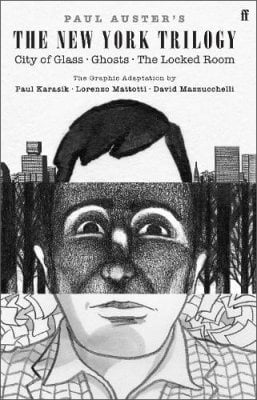 PAUL AUSTER'S
ff
THE NEW YORK TRILOGY
City of Glass · Ghosts · The Locked Room
The Graphic Adaptation by
Paul Karasik · Lorenzo Mattotti · David Mazzucchelli